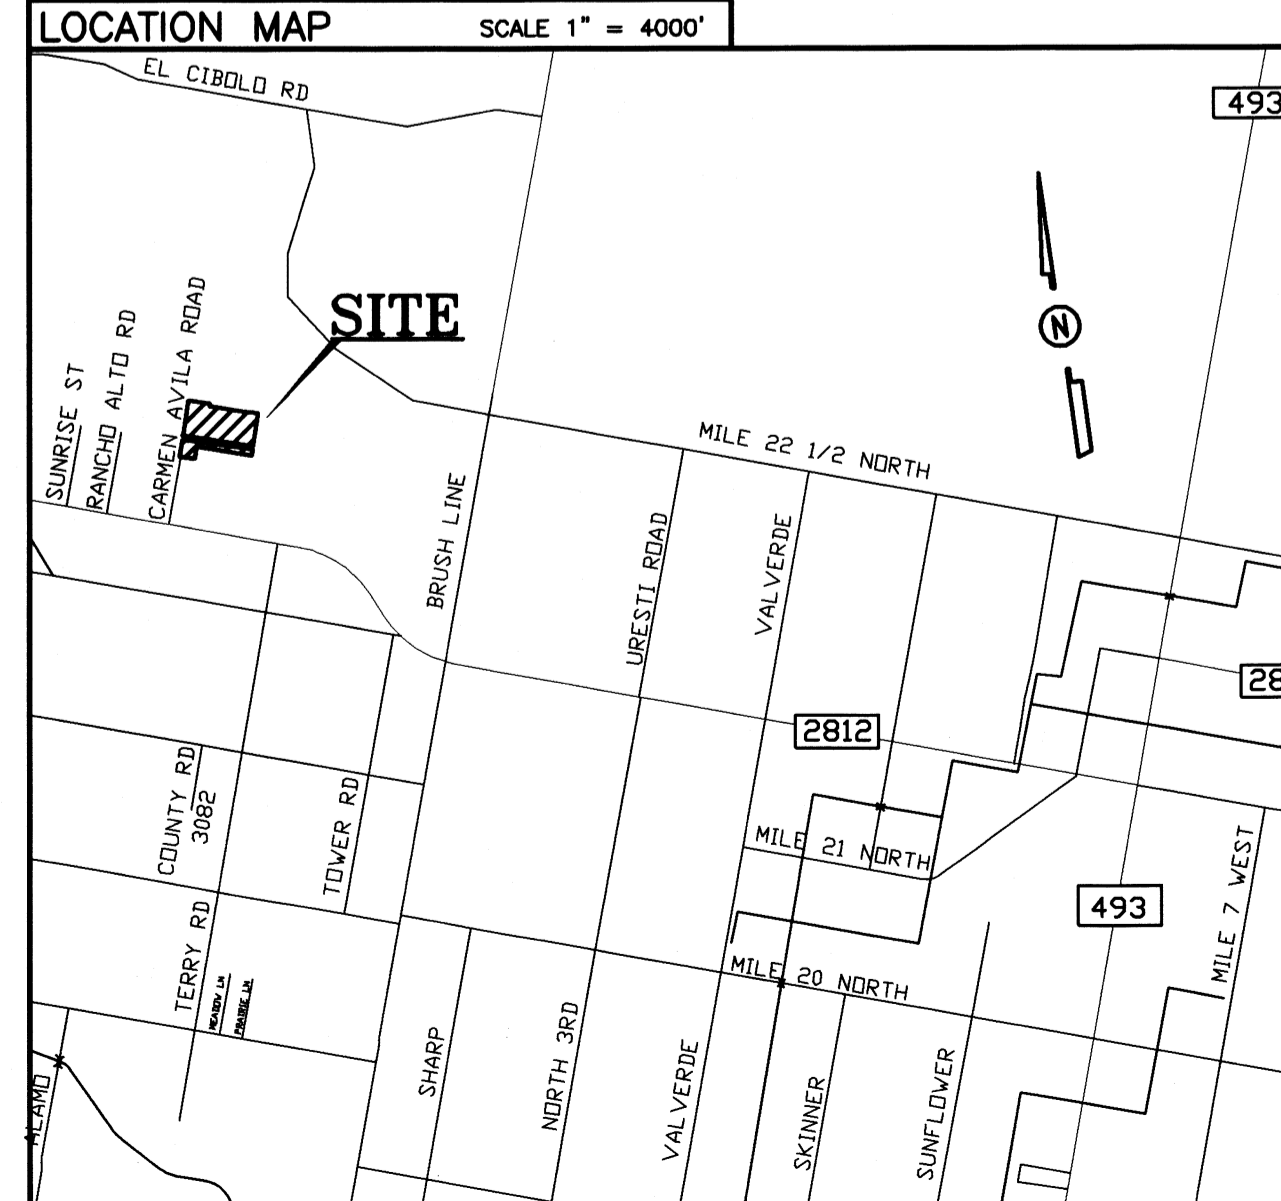 LOCATION MAP SCALE 1" = 4000'
EL CIBOLO RD
493
N
SITE
SUNRISE ST
RANCHO ALTO RD
CARMEN AVILA ROAD
MILE 22 1/2 NORTH
BRUSH LINE
URESTI ROAD
VALVERDE
28
2812
COUNTY RD
3082
TOWER RD
MILE 21 NORTH
493
MILE 7 WEST
TERRY RD
MEADOW LN
PRAIRIE LN
MILE 20 NORTH
ALAMO
SHARP
NORTH 3RD
VALVERDE
SKINNER
SUNFLOWER